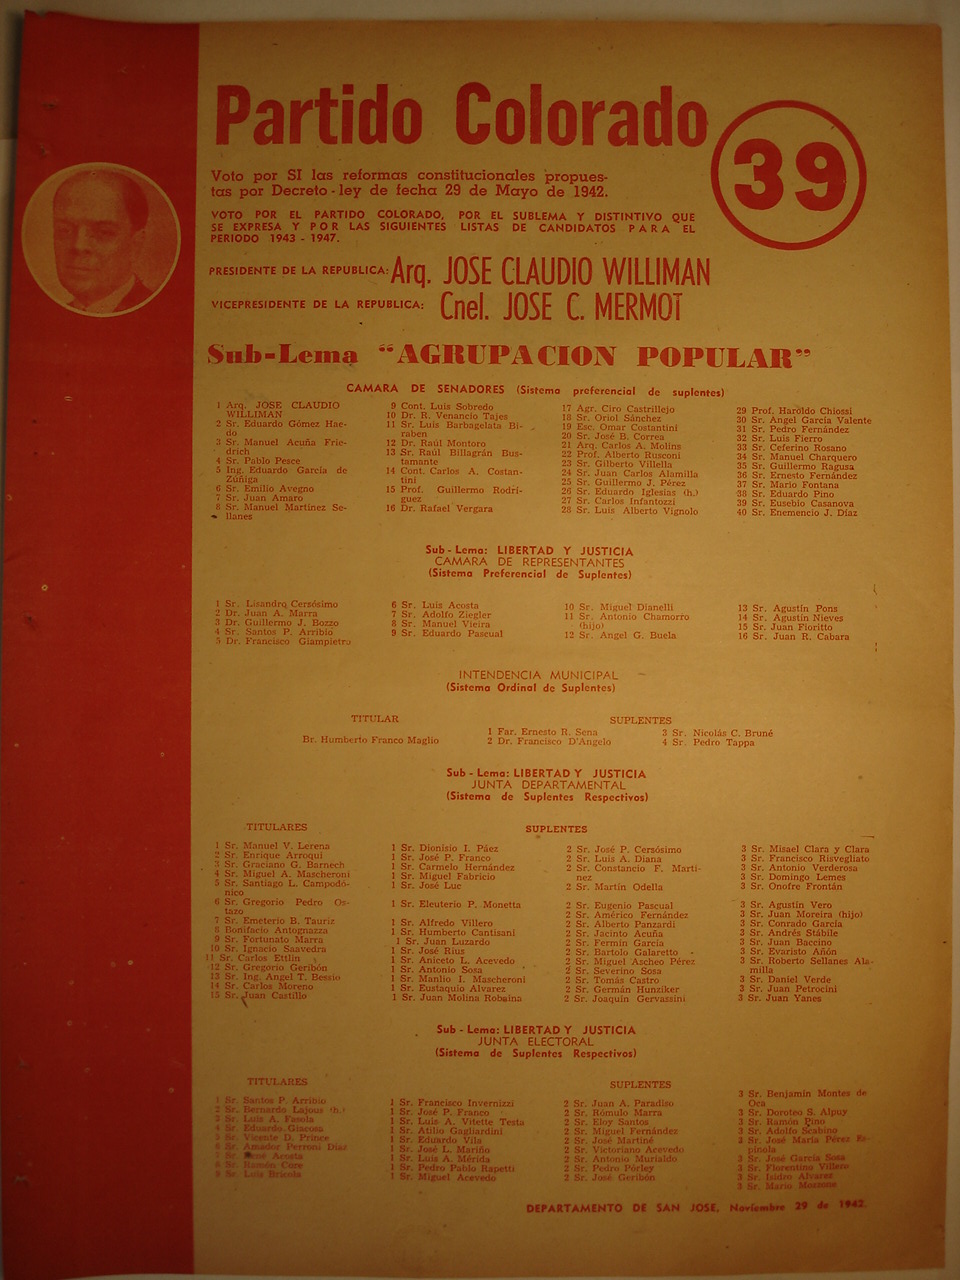 Partido Colorado
39
Voto por SI las reformas constitucionales propues-
tas por Decreto-ley de fecha 29 de Mayo de 1942.
VOTO POR EL PARTIDO COLORADO, POR EL SUBLEMA Y DISTINTIVO QUE
SE EXPRESA Y POR LAS SIGUIENTES LISTAS DE CANDIDATOS PARA EL
PERIODO 1943 - 1947.
PRESIDENTE DE LA REPUBLICA: Arq. JOSE CLAUDIO WILLIMAN
VICEPRESIDENTE DE LA REPUBLICA: Cnel. JOSE C. MERMOT
Sub-Lema "AGRUPACION POPULAR"
CAMARA DE SENADORES (Sistema preferencial de suplentes)
1 Arq. JOSE CLAUDIO
WILLIMAN
2 Sr. Eduardo Gómez Hae-
do
3 Sr. Manuel Acuña Frie-
drich
4 Sr. Pablo Pesce
5 Ing. Eduardo García de
Zúñiga
6 Sr. Emilio Avegno
7 Sr. Juan Amaro
8 Sr. Manuel Martínez Se-
llanes
9 Cont. Luis Sobredo
10 Dr. R. Venancio Tajes
11 Sr. Luis Barbagelata Bi-
raben
12 Dr. Raúl Montoro
13 Sr. Raúl Billagrán Bus-
tamante
14 Cont. Carlos A. Costan-
tini
15 Prof. Guillermo Rodrí-
guez
16 Dr. Rafael Vergara
17 Agr. Ciro Castrillejo
18 Sr. Oriol Sánchez
19 Esc. Omar Costantini
20 Sr. José B. Correa
21 Arq. Carlos A. Molins
22 Prof. Alberto Rusconi
23 Sr. Gilberto Villella
24 Sr. Juan Carlos Alamilla
25 Sr. Guillermo J. Pérez
26 Sr. Eduardo Iglesias (h.)
27 Sr. Carlos Infantozzi
28 Sr. Luis Alberto Vignolo
29 Prof. Haroldo Chiossi
30 Sr. Angel García Valente
31 Sr. Pedro Fernández
32 Sr. Luis Fierro
33 Sr. Ceferino Rosano
34 Sr. Manuel Charquero
35 Sr. Guillermo Ragusa
36 Sr. Ernesto Fernández
37 Sr. Mario Fontana
38 Sr. Eduardo Pino
39 Sr. Eusebio Casanova
40 Sr. Enemencio J. Díaz
Sub - Lema: LIBERTAD Y JUSTICIA
CAMARA DE REPRESENTANTES
(Sistema Preferencial de Suplentes)
1 Sr. Lisandro Cersósimo
2 Dr. Juan A. Marra
3 Dr. Guillermo J. Bozzo
4 Sr. Santos P. Arribio
5 Dr. Francisco Giampietro
6 Sr. Luis Acosta
7 Sr. Adolfo Ziegler
8 Sr. Manuel Vieira
9 Sr. Eduardo Pascual
10 Sr. Miguel Dianelli
11 Sr. Antonio Chamorro
(hijo)
12 Sr. Angel G. Buela
13 Sr. Agustín Pons
14 Sr. Agustín Nieves
15 Sr. Juan Fioritto
16 Sr. Juan R. Cabara
INTENDENCIA MUNICIPAL
(Sistema Ordinal de Suplentes)
TITULAR
Br. Humberto Franco Maglio
SUPLENTES
1 Far. Ernesto R. Sena
2 Dr. Francisco D'Angelo
3 Sr. Nicolás C. Bruné
4 Sr. Pedro Tappa
Sub - Lema: LIBERTAD Y JUSTICIA
JUNTA DEPARTAMENTAL
(Sistema de Suplentes Respectivos)
TITULARES
1 Sr. Manuel V. Lerena
2 Sr. Enrique Arroqui
3 Sr. Graciano G. Barnech
4 Sr. Miguel A. Mascheroni
5 Sr. Santiago L. Campodó-
nico
6 Sr. Gregorio Pedro Os-
tazo
7 Sr. Emeterio B. Tauriz
8 Bonifacio Antognazza
9 Sr. Fortunato Marra
10 Sr. Ignacio Saavedra
11 Sr. Carlos Ettlin
12 Sr. Gregorio Geribón
13 Sr. Ing. Angel T. Bessio
14 Sr. Carlos Moreno
15 Sr. Juan Castillo
SUPLENTES
1 Sr. Dionisio I. Páez
1 Sr. José P. Franco
1 Sr. Carmelo Hernández
1 Sr. Miguel Fabricio
1 Sr. José Luc
1 Sr. Eleuterio P. Monetta
1 Sr. Alfredo Villero
1 Sr. Humberto Cantisani
1 Sr. Juan Luzardo
1 Sr. José Rius
1 Sr. Aniceto L. Acevedo
1 Sr. Antonio Sosa
1 Sr. Manlio I. Mascheroni
1 Sr. Eustaquio Alvarez
1 Sr. Juan Molina Robaina
2 Sr. José P. Cersósimo
2 Sr. Luis A. Diana
2 Sr. Constancio F. Martí-
nez
2 Sr. Martín Odella
2 Sr. Eugenio Pascual
2 Sr. Américo Fernández
2 Sr. Alberto Panzardi
2 Sr. Jacinto Acuña
2 Sr. Fermín García
2 Sr. Bartolo Galaretto
2 Sr. Miguel Ascheo Pérez
2 Sr. Severino Sosa
2 Sr. Tomás Castro
2 Sr. Germán Hunziker
2 Sr. Joaquín Gervassini
3 Sr. Misael Clara y Clara
3 Sr. Francisco Risvegliato
3 Sr. Antonio Verderosa
3 Sr. Domingo Lemes
3 Sr. Onofre Frontán
3 Sr. Agustín Vero
3 Sr. Juan Moreira (hijo)
3 Sr. Conrado García
3 Sr. Andrés Stábile
3 Sr. Juan Baccino
3 Sr. Evaristo Añón
3 Sr. Roberto Sellanes Ala-
milla
3 Sr. Daniel Verde
3 Sr. Juan Petrocini
3 Sr. Juan Yanes
Sub - Lema: LIBERTAD Y JUSTICIA
JUNTA ELECTORAL
(Sistema de Suplentes Respectivos)
TITULARES
1 Sr. Santos P. Arribio
2 Sr. Bernardo Lajous (h.)
3 Sr. Luis A. Fasola
4 Sr. Eduardo Giacosa
5 Sr. Vicente D. Prince
6 Sr. Amador Perroni Díaz
7 Sr. René Acosta
8 Sr. Ramón Core
9 Sr. Luis Bricola
SUPLENTES
1 Sr. Francisco Invernizzi
1 Sr. José P. Franco
1 Sr. Luis A. Vitette Testa
1 Sr. Atilio Gagliardini
1 Sr. Eduardo Vila
1 Sr. José L. Mariño
1 Sr. Luis A. Mérida
1 Sr. Pedro Pablo Rapetti
1 Sr. Miguel Acevedo
2 Sr. Juan A. Paradiso
2 Sr. Rómulo Marra
2 Sr. Eloy Santos
2 Sr. Miguel Fernández
2 Sr. José Martiné
2 Sr. Victoriano Acevedo
2 Sr. Antonio Murialdo
2 Sr. Pedro Pérley
2 Sr. José Geribón
3 Sr. Benjamín Montes de
Oca
3 Sr. Doroteo S. Alpuy
3 Sr. Ramón Pino
3 Sr. Adolfo Scabino
3 Sr. José María Pérez Es-
pínola
3 Sr. José García Sosa
3 Sr. Florentino Villero
3 Sr. Isidro Alvarez
3 Sr. Mario Mozzone
DEPARTAMENTO DE SAN JOSE, Noviembre 29 de 1942.